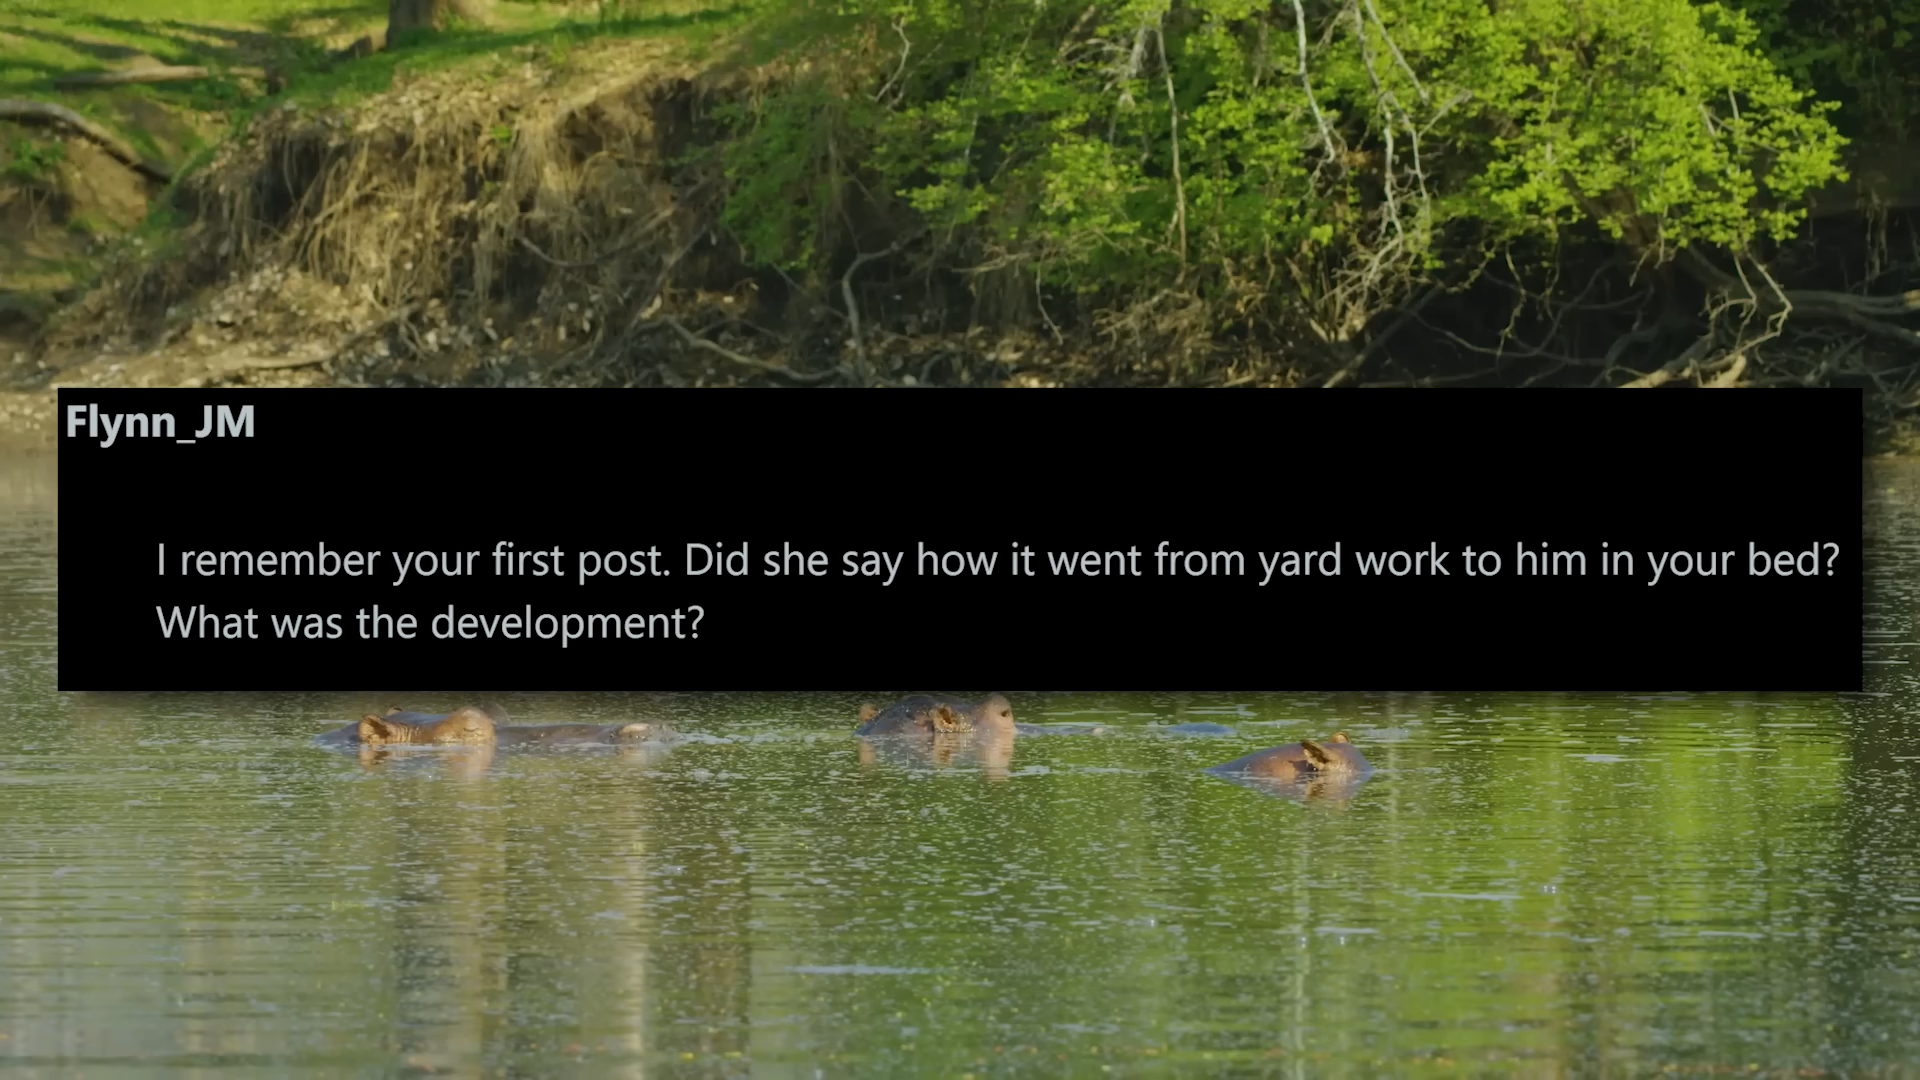 Flynn_JM
I remember your first post. Did she say how it went from yard work to him in your bed?
What was the development?